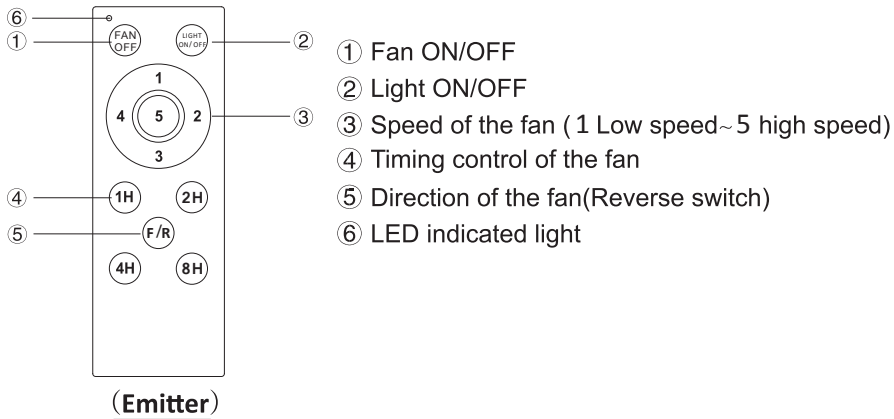 ⑥
①
FAN
OFF
LIGHT
ON/OFF
②
1
4
5
2
③
3
④
1H
2H
⑤
F/R
4H
8H
(Emitter)
① Fan ON/OFF
② Light ON/OFF
③ Speed of the fan ( 1 Low speed~ 5 high speed)
④ Timing control of the fan
⑤ Direction of the fan(Reverse switch)
⑥ LED indicated light